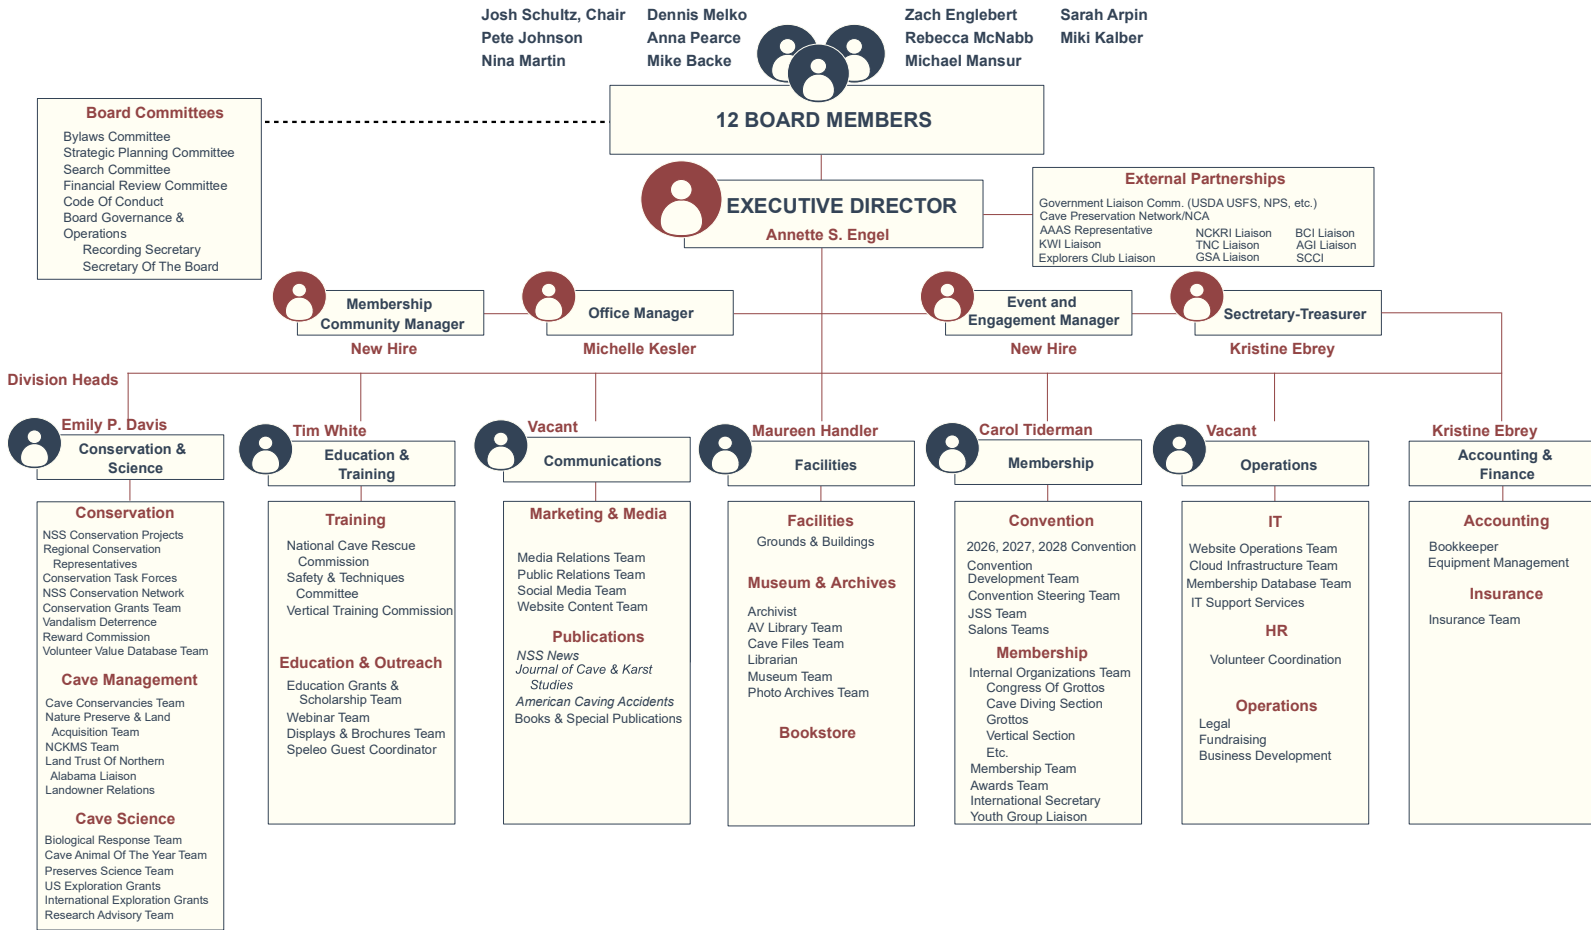 Josh Schultz, Chair
Pete Johnson
Nina Martin
Dennis Melko
Anna Pearce
Mike Backe
Zach Englebert
Rebecca McNabb
Michael Mansur
Sarah Arpin
Miki Kalber
12 BOARD MEMBERS
Board Committees
Bylaws Committee
Strategic Planning Committee
Search Committee
Financial Review Committee
Code Of Conduct
Board Governance &
Operations
Recording Secretary
Secretary Of The Board
EXECUTIVE DIRECTOR
Annette S. Engel
External Partnerships
Government Liaison Comm. (USDA USFS, NPS, etc.)
Cave Preservation Network/NCA
AAAS Representative
KWI Liaison
Explorers Club Liaison
NCKRI Liaison
TNC Liaison
GSA Liaison
BCI Liaison
AGI Liaison
SCCI
Membership
Community Manager
New Hire
Office Manager
Michelle Kesler
Event and
Engagement Manager
New Hire
Sectretary-Treasurer
Kristine Ebrey
Division Heads
Emily P. Davis
Conservation &
Science
Conservation
NSS Conservation Projects
Regional Conservation
Representatives
Conservation Task Forces
NSS Conservation Network
Conservation Grants Team
Vandalism Deterrence
Reward Commission
Volunteer Value Database Team
Cave Management
Cave Conservancies Team
Nature Preserve & Land
Acquisition Team
NCKMS Team
Land Trust Of Northern
Alabama Liaison
Landowner Relations
Cave Science
Biological Response Team
Cave Animal Of The Year Team
Preserves Science Team
US Exploration Grants
International Exploration Grants
Research Advisory Team
Tim White
Education &
Training
Training
National Cave Rescue
Commission
Safety & Techniques
Committee
Vertical Training Commission
Education & Outreach
Education Grants &
Scholarship Team
Webinar Team
Displays & Brochures Team
Speleo Guest Coordinator
Vacant
Communications
Marketing & Media
Media Relations Team
Public Relations Team
Social Media Team
Website Content Team
Publications
NSS News
Journal of Cave & Karst
Studies
American Caving Accidents
Books & Special Publications
Maureen Handler
Facilities
Facilities
Grounds & Buildings
Museum & Archives
Archivist
AV Library Team
Cave Files Team
Librarian
Museum Team
Photo Archives Team
Bookstore
Carol Tiderman
Membership
Convention
2026, 2027, 2028 Convention
Convention
Development Team
Convention Steering Team
JSS Team
Salons Teams
Membership
Internal Organizations Team
Congress Of Grottos
Cave Diving Section
Grottos
Vertical Section
Etc.
Membership Team
Awards Team
International Secretary
Youth Group Liaison
Vacant
Operations
IT
Website Operations Team
Cloud Infrastructure Team
Membership Database Team
IT Support Services
HR
Volunteer Coordination
Operations
Legal
Fundraising
Business Development
Kristine Ebrey
Accounting &
Finance
Accounting
Bookkeeper
Equipment Management
Insurance
Insurance Team